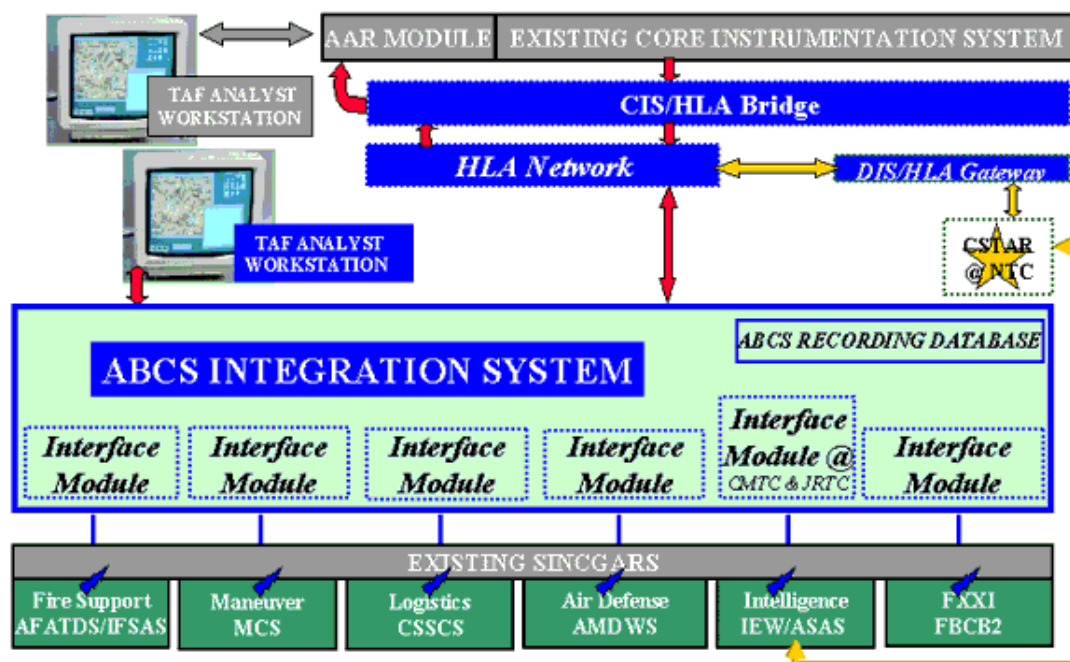 AAR MODULE
EXISTING CORE INSTRUMENTATION SYSTEM
TAF ANALYST
WORKSTATION
CIS/HLA Bridge
HLA Network
DIS/HLA Gateway
TAF ANALYST
WORKSTATION
CSTAR
@ NTC
ABCS RECORDING DATABASE
ABCS INTEGRATION SYSTEM
Interface
Module
Interface
Module
Interface
Module
Interface
Module
Interface
Module @
CMTC & JRTC
Interface
Module
EXISTING SINCGARS
Fire Support
AFATDS/IFSAS
Maneuver
MCS
Logistics
CSSCS
Air Defense
AMDWS
Intelligence
IEW/ASAS
FXXI
FBCB2